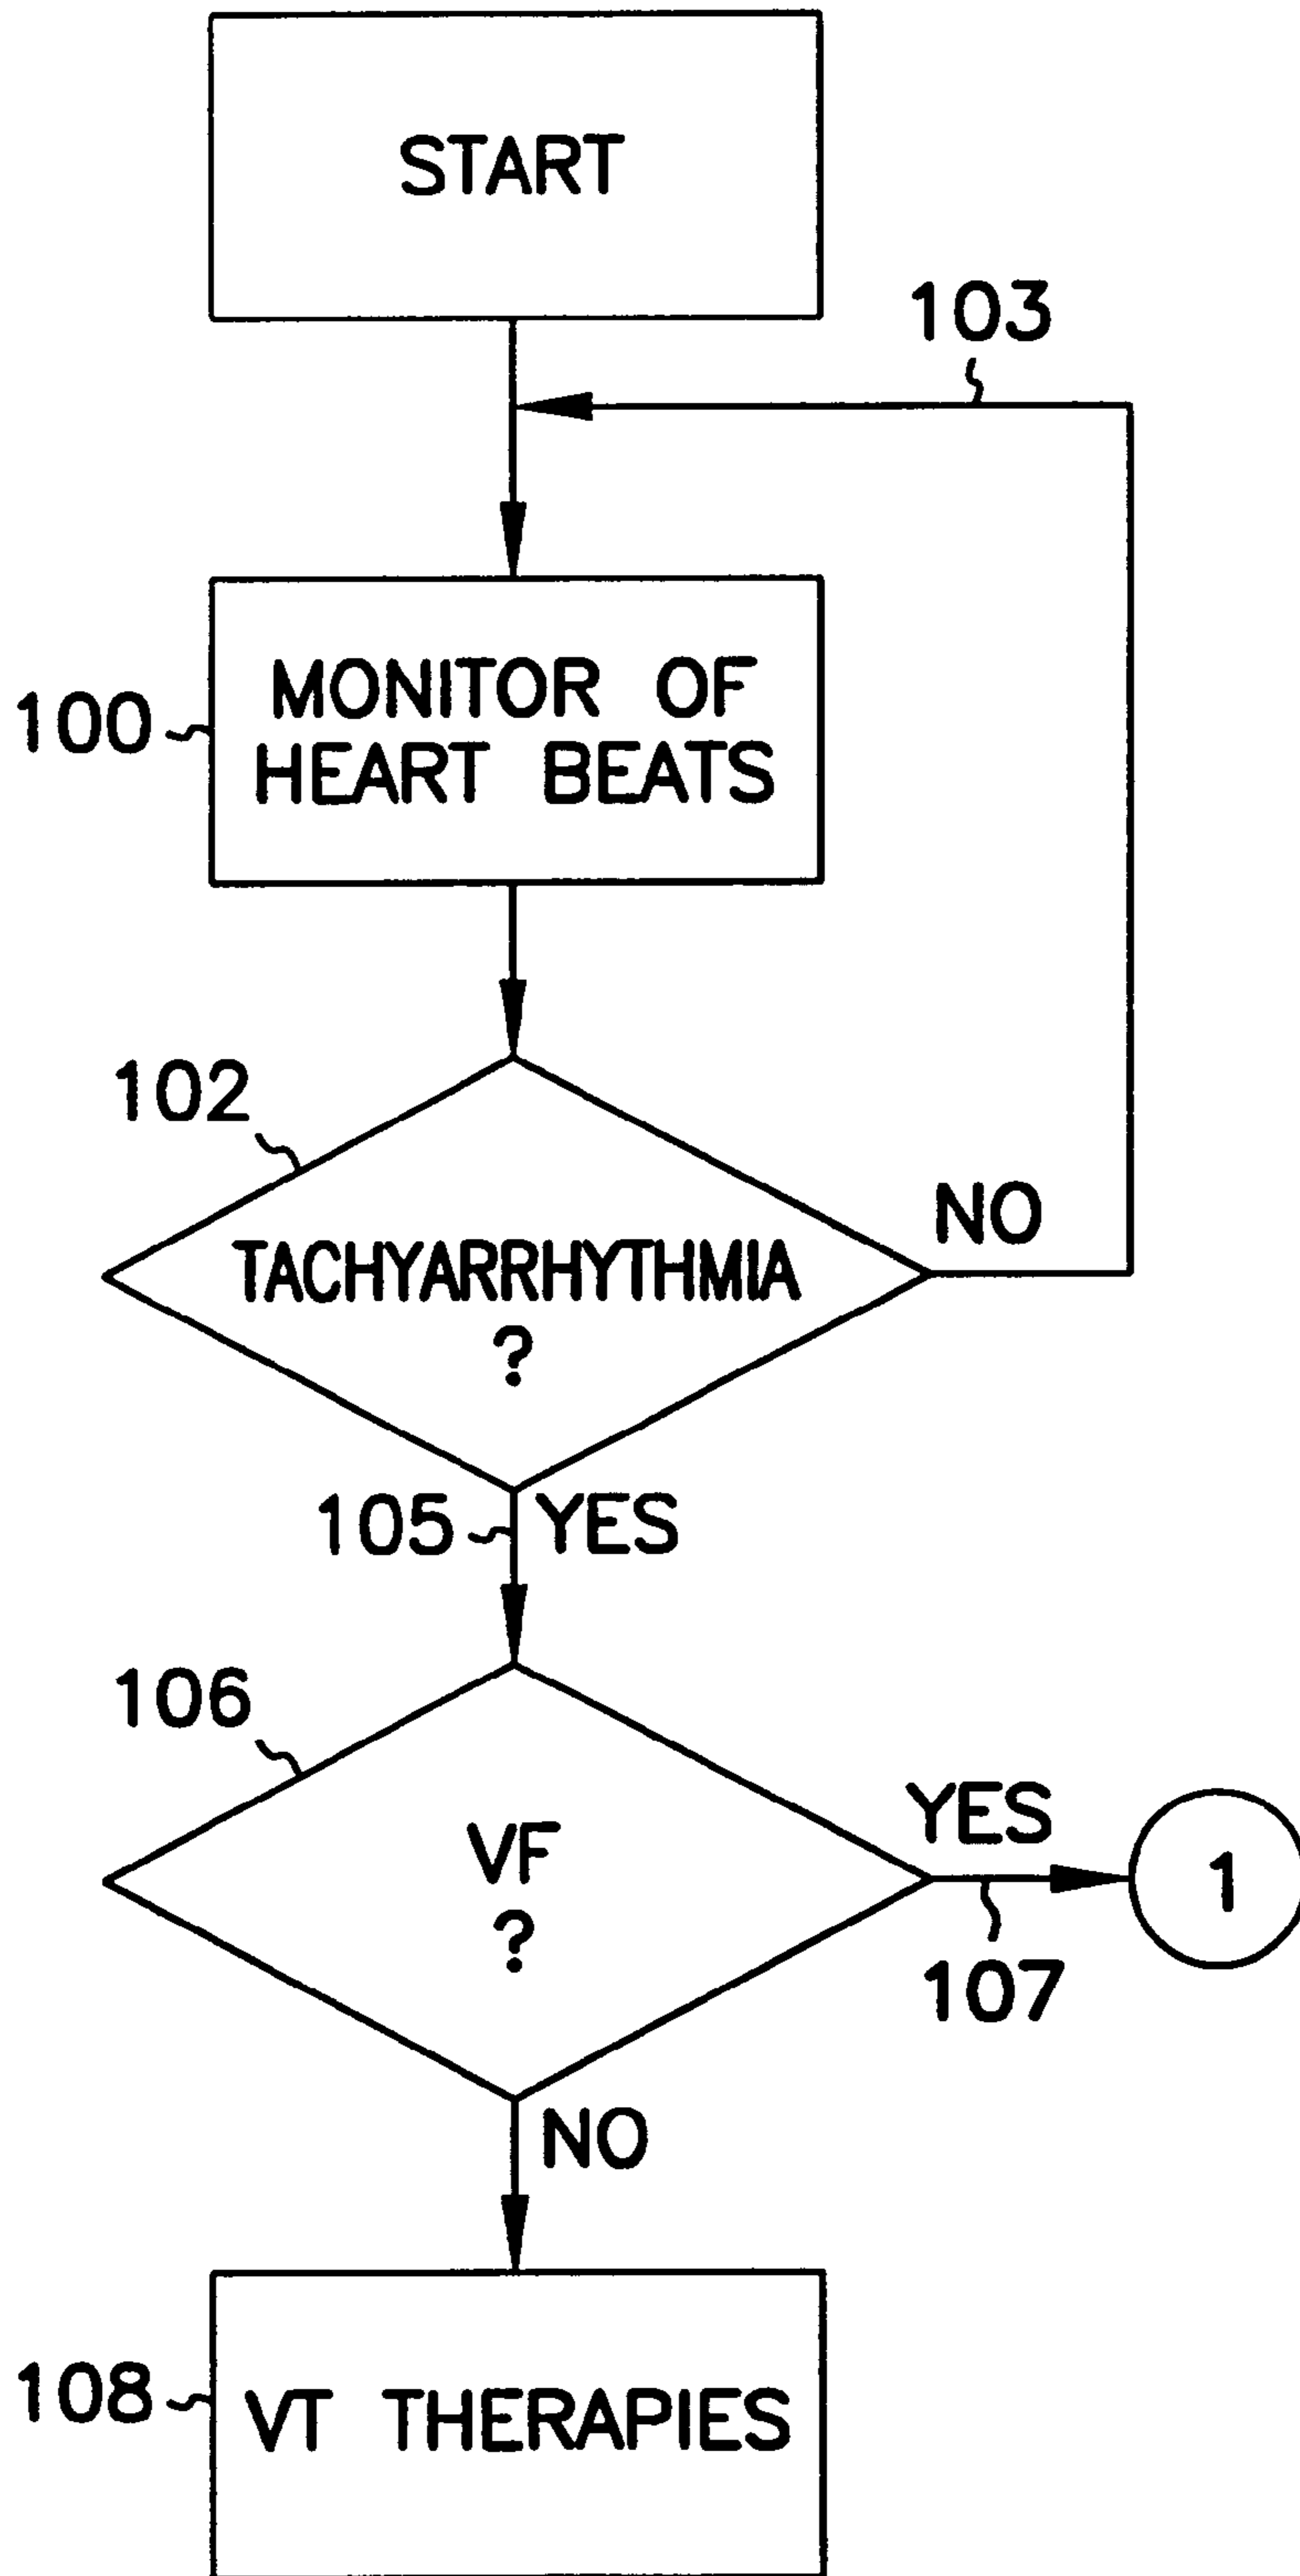 START
103
100
MONITOR OF
HEART BEATS
102
TACHYARRHYTHMIA
?
NO
105
YES
106
VF
?
YES
1
107
NO
108
VT THERAPIES